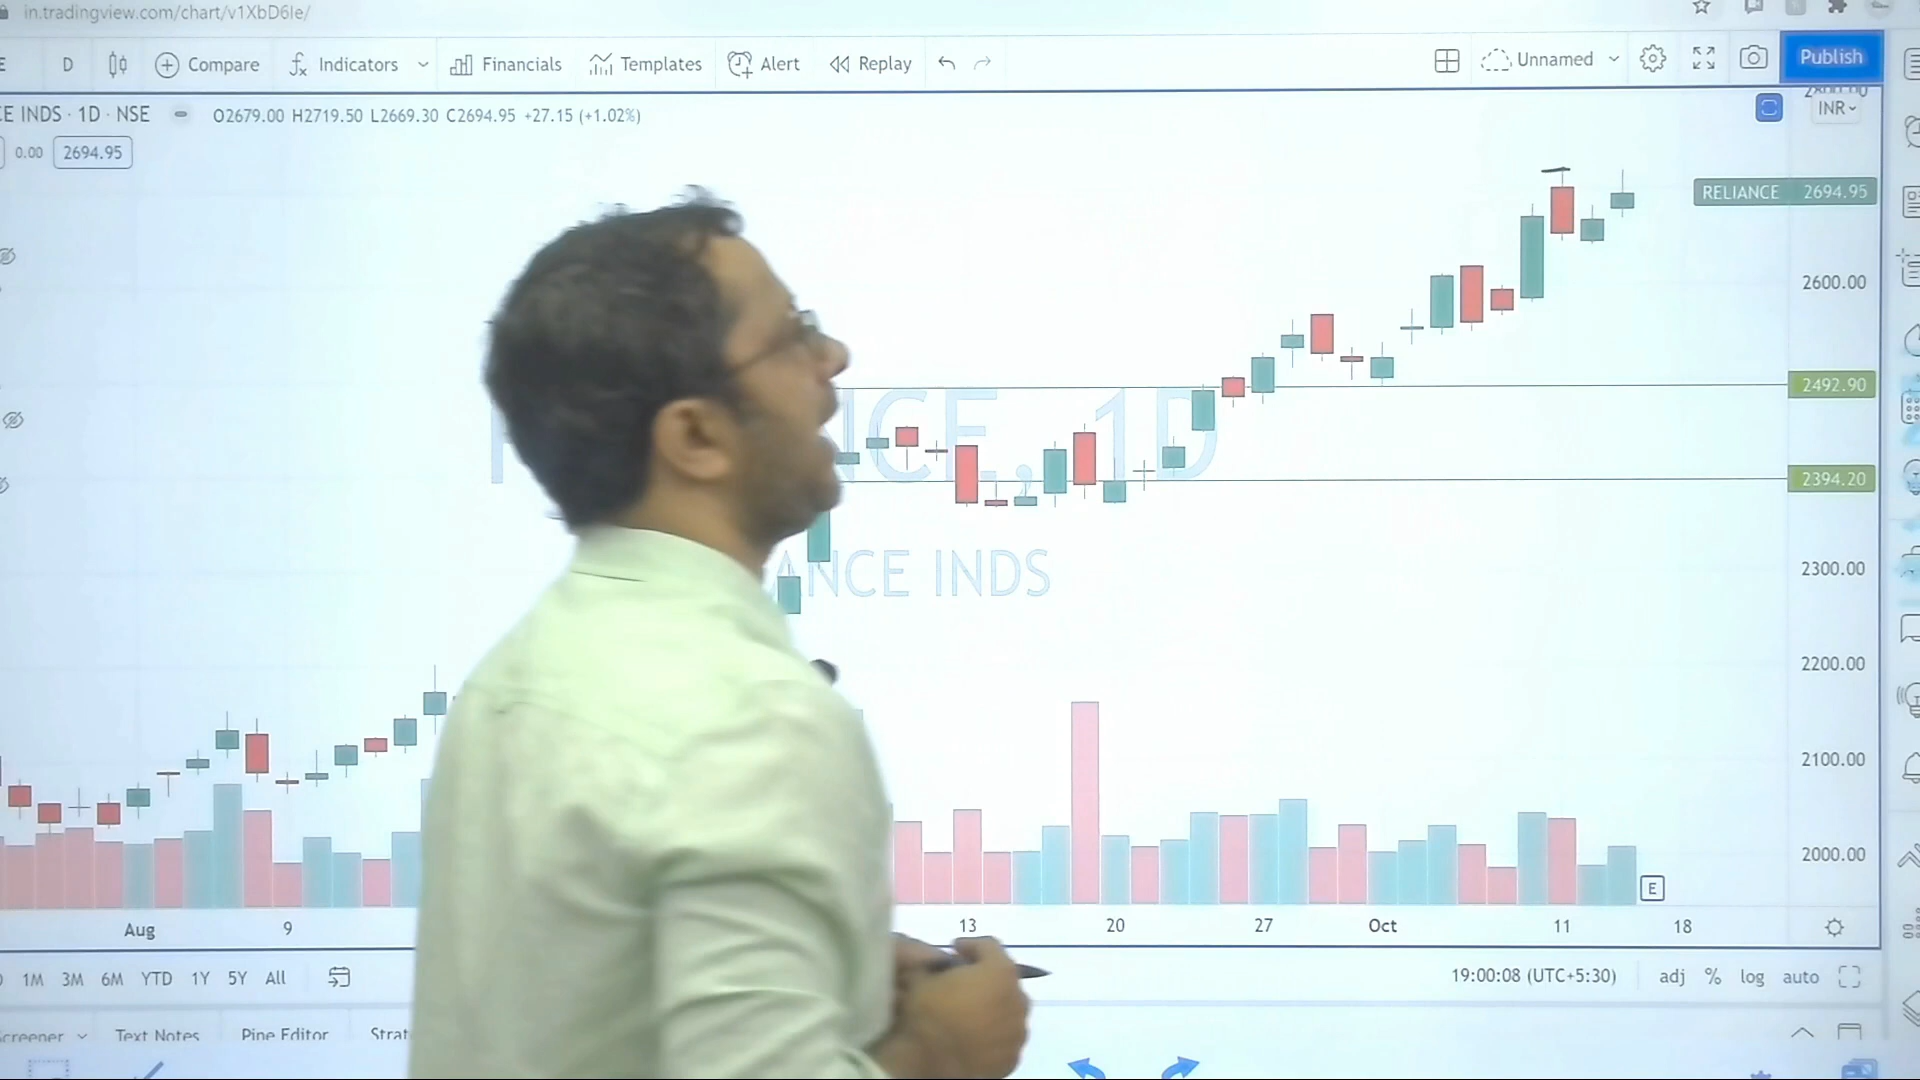 in.tradingview.com/chart/v1XbD6Ie/
E D Compare Indicators Financials Templates Alert Replay Unnamed Publish
CE INDS · 1D · NSE O2679.00 H2719.50 L2669.30 C2694.95 +27.15 (+1.02%)
INR
0.00 2694.95
RELIANCE 2694.95
2600.00
2492.90
NCE, 1D
2394.20
ANCE INDS
2300.00
2200.00
2100.00
2000.00
E
Aug 9 13 20 27 Oct 11 18
1M 3M 6M YTD 1Y 5Y All 19:00:08 (UTC+5:30) adj % log auto
creener Text Notes Pine Editor Strat